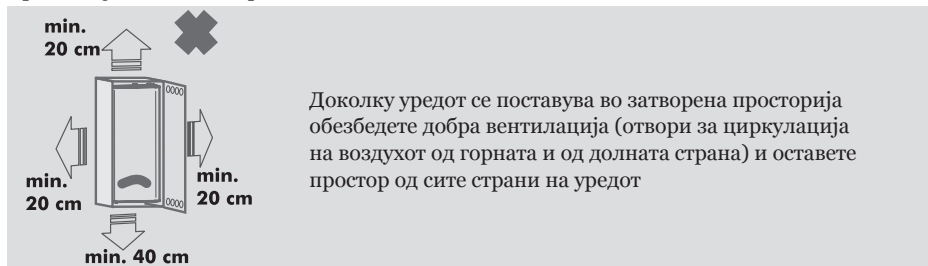 min.
20 cm
min.
20 cm
min.
20 cm
min. 40 cm
Доколку уредот се поставува во затворена просторија
обезбедете добра вентилација (отвори за циркулација
на воздухот од горната и од долната страна) и оставете
простор од сите страни на уредот